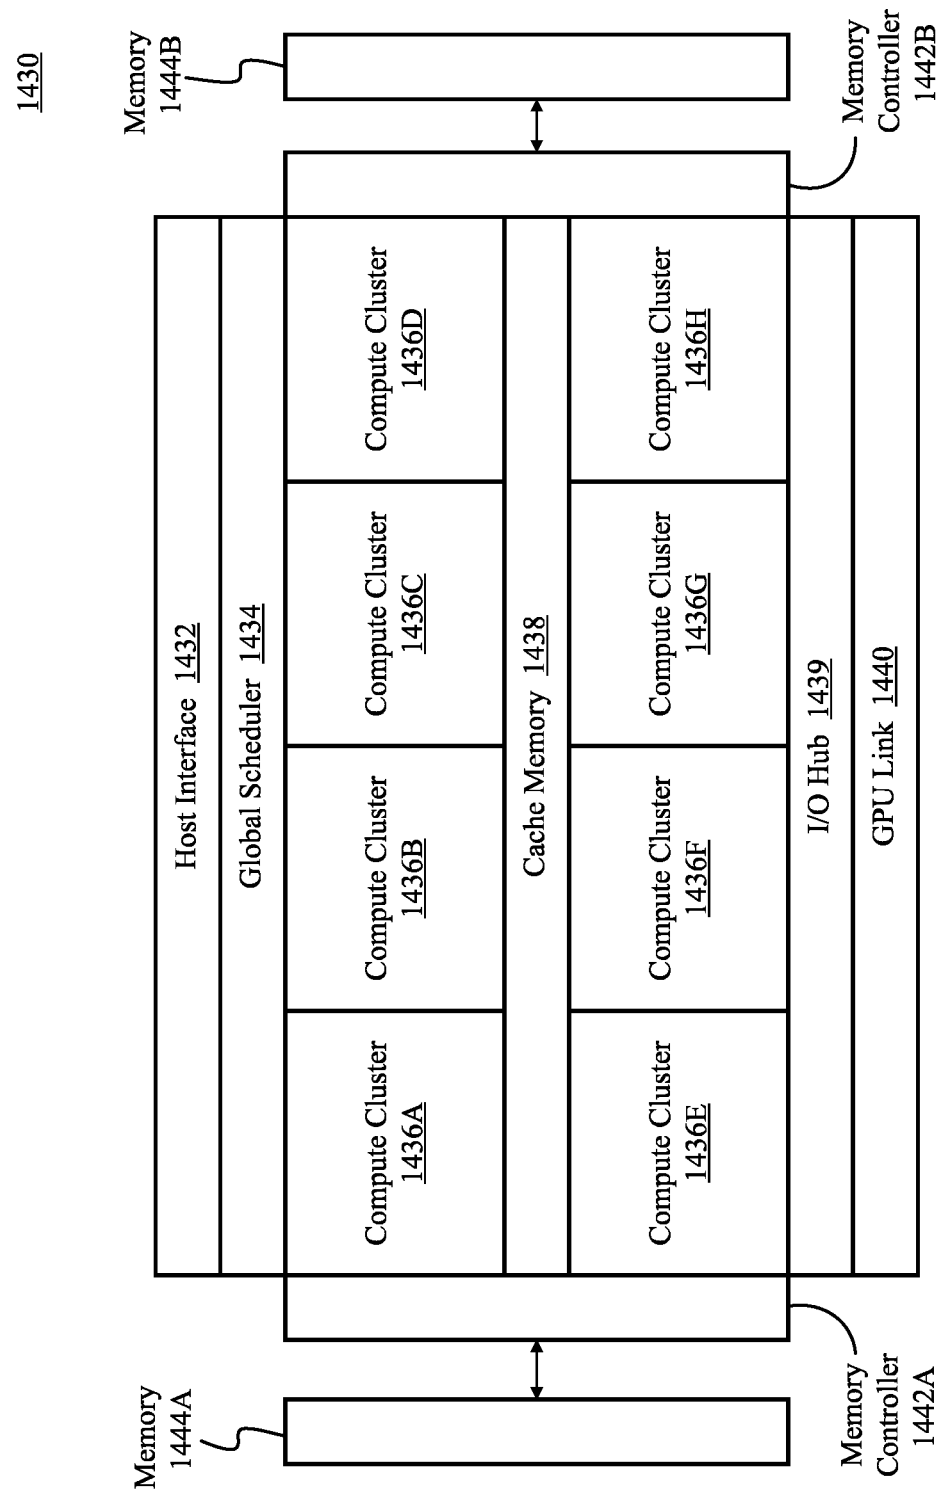 1430
Host Interface 1432
Global Scheduler 1434
Compute Cluster
1436A
Compute Cluster
1436B
Compute Cluster
1436C
Compute Cluster
1436D
Cache Memory 1438
Compute Cluster
1436E
Compute Cluster
1436F
Compute Cluster
1436G
Compute Cluster
1436H
I/O Hub 1439
GPU Link 1440
Memory
1444A
Memory
1444B
Memory
Controller
1442A
Memory
Controller
1442B